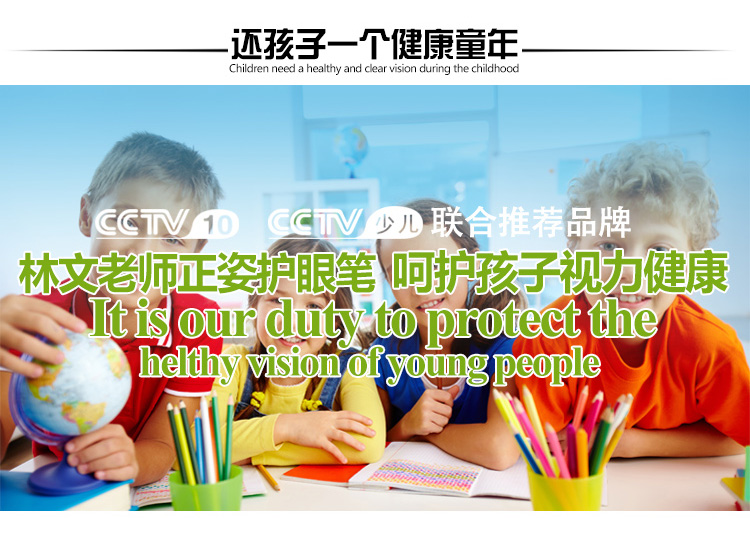 还孩子一个健康童年
Children need a healthy and clear vision during the childhood
CCTV 10 CCTV 少儿 联合推荐品牌
林文老师正姿护眼笔 呵护孩子视力健康
It is our duty to protect the
helthy vision of young people